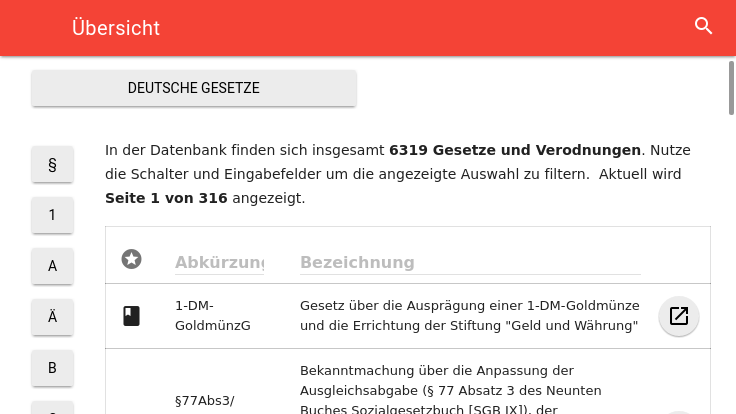 Übersicht
DEUTSCHE GESETZE
In der Datenbank finden sich insgesamt 6319 Gesetze und Verodnungen. Nutze
die Schalter und Eingabefelder um die angezeigte Auswahl zu filtern. Aktuell wird
Seite 1 von 316 angezeigt.
§
1
A
Ä
B
Abkürzung
Bezeichnung
1-DM-
GoldmünzG
Gesetz über die Ausprägung einer 1-DM-Goldmünze
und die Errichtung der Stiftung "Geld und Währung"
§77Abs3/
Bekanntmachung über die Anpassung der
Ausgleichsabgabe (§ 77 Absatz 3 des Neunten
Buches Sozialgesetzbuch [SGB IX]), der